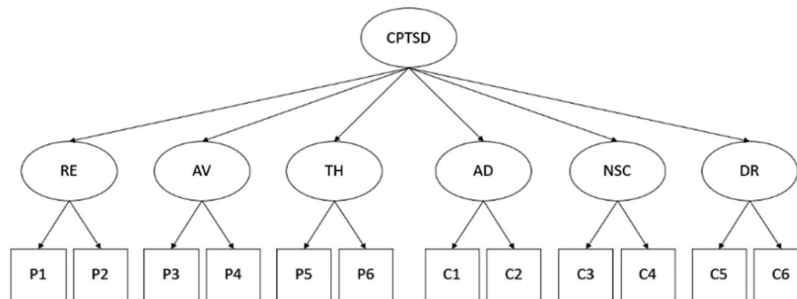 CPTSD
RE AV TH AD NSC DR
P1 P2 P3 P4 P5 P6 C1 C2 C3 C4 C5 C6